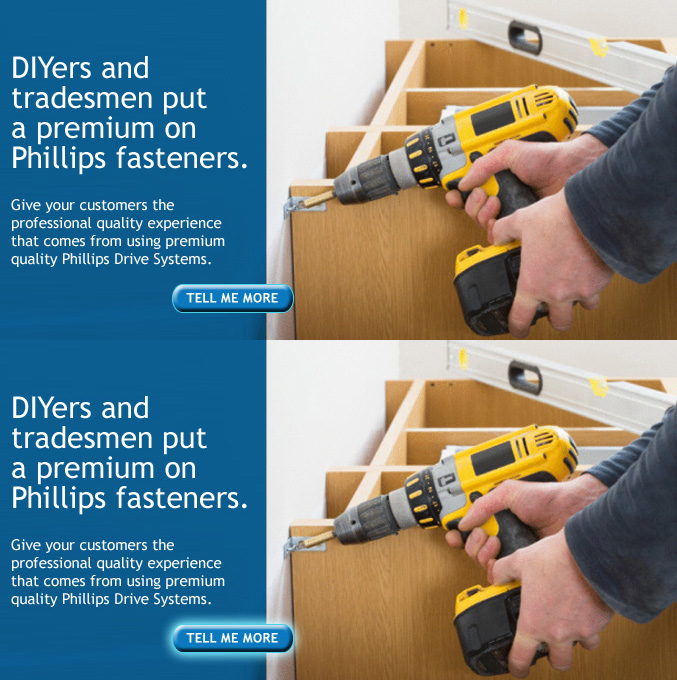 DIYers and
tradesmen put
a premium on
Phillips fasteners.
Give your customers the
professional quality experience
that comes from using premium
quality Phillips Drive Systems.
TELL ME MORE
DIYers and
tradesmen put
a premium on
Phillips fasteners.
Give your customers the
professional quality experience
that comes from using premium
quality Phillips Drive Systems.
TELL ME MORE